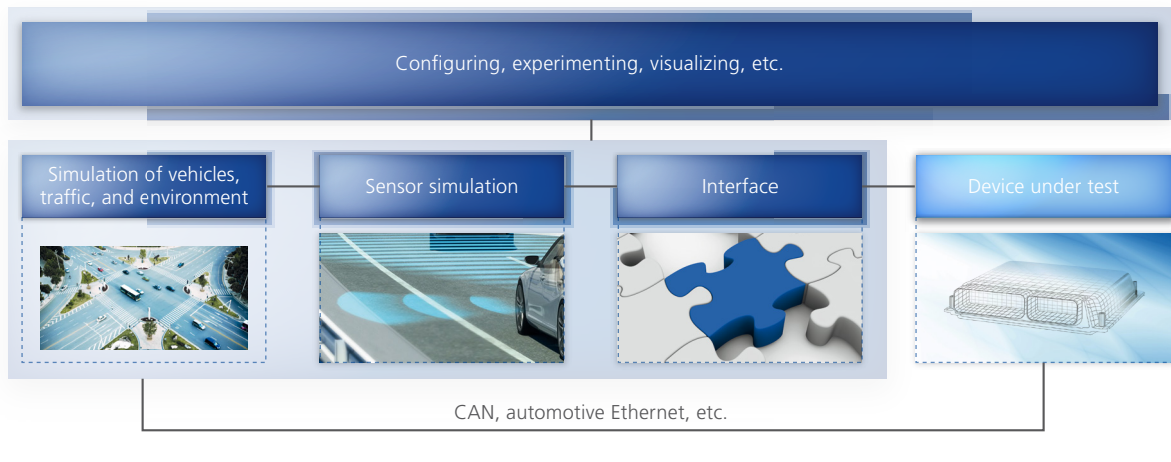 Configuring, experimenting, visualizing, etc.
Simulation of vehicles,
traffic, and environment
Sensor simulation
Interface
Device under test
CAN, automotive Ethernet, etc.